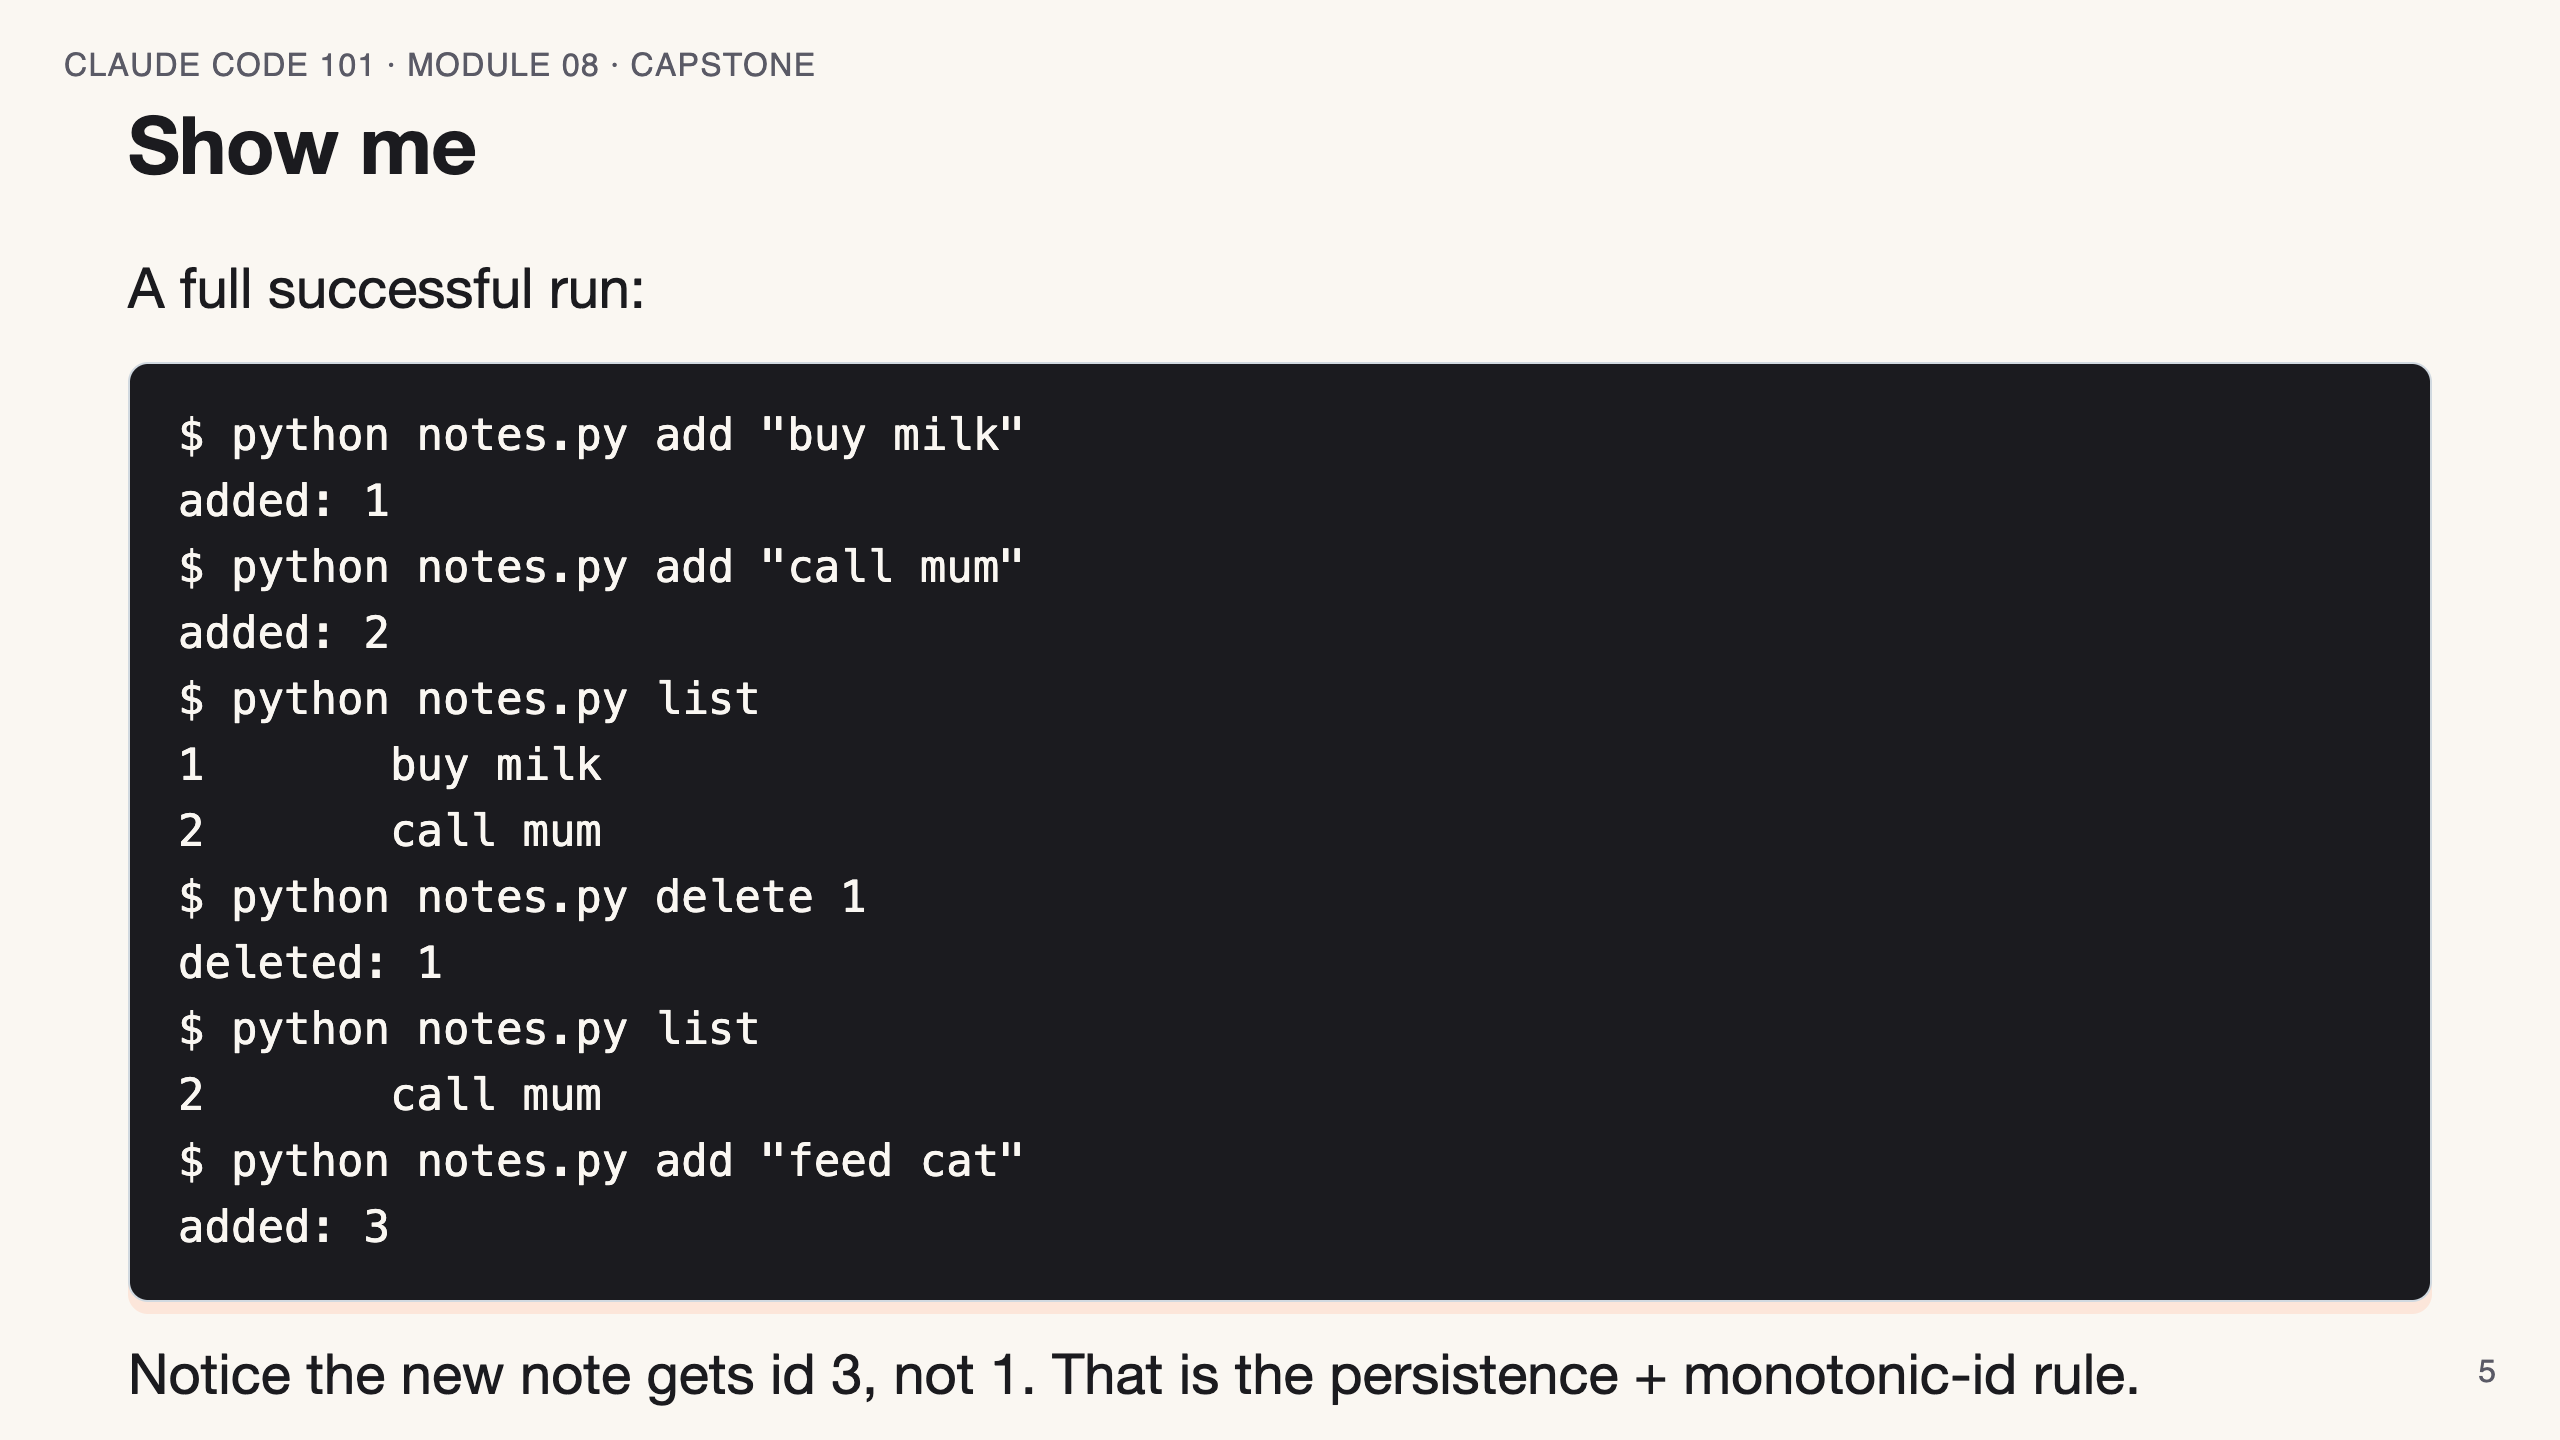 CLAUDE CODE 101 · MODULE 08 · CAPSTONE
Show me
A full successful run:
$ python notes.py add "buy milk"
added: 1
$ python notes.py add "call mum"
added: 2
$ python notes.py list
1       buy milk
2       call mum
$ python notes.py delete 1
deleted: 1
$ python notes.py list
2       call mum
$ python notes.py add "feed cat"
added: 3
Notice the new note gets id 3, not 1. That is the persistence + monotonic-id rule.
5